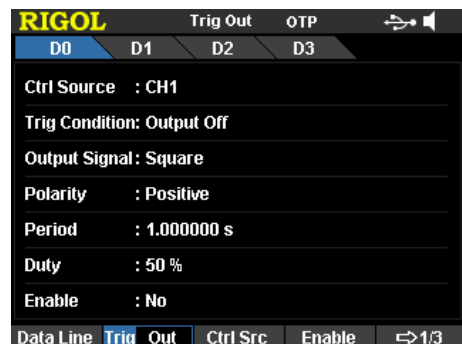 RIGOL Trig Out OTP
D0 D1 D2 D3
Ctrl Source : CH1
Trig Condition: Output Off
Output Signal: Square
Polarity : Positive
Period : 1.000000 s
Duty : 50 %
Enable : No
Data Line Trig Out Ctrl Src Enable ⇨1/3